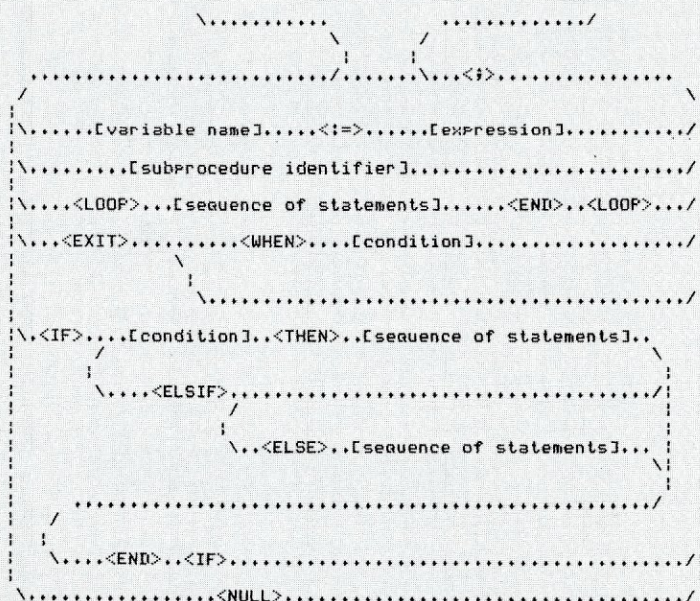 <;>
[variable name].....<:=>......[expression]
[subprocedure identifier]
<LOOP>...[sequence of statements]......<END>..<LOOP>
<EXIT>..........<WHEN>....[condition]
<IF>....[condition]..<THEN>..[sequence of statements]
<ELSIF>
<ELSE>..[sequence of statements]
<END>..<IF>
<NULL>